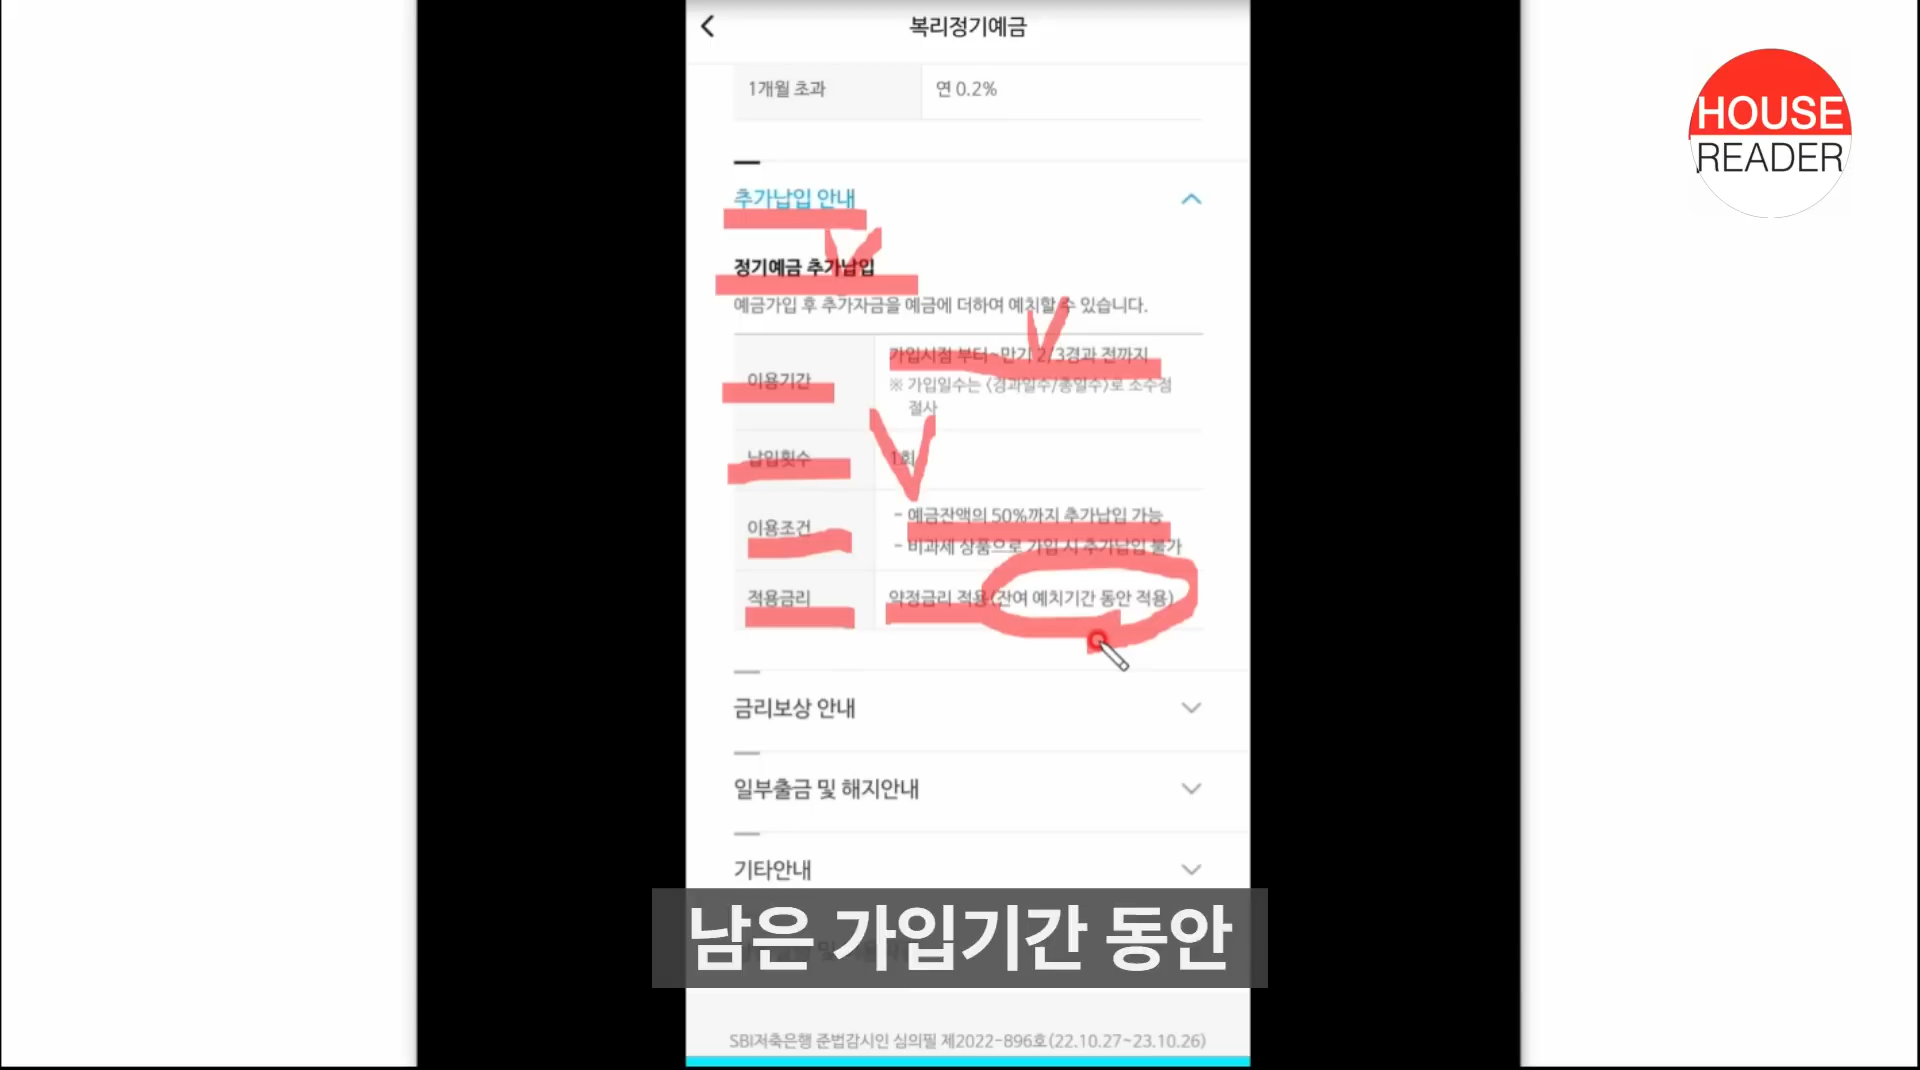 복리정기예금
HOUSE
READER
1개월 초과
연 0.2%
추가납입 안내
정기예금 추가납입
예금가입 후 추가자금을 예금에 더하여 예치할 수 있습니다.
이용기간
가입시점 부터~만기 2/3경과 전까지
※ 가입일수는 (경과일수/총일수)로 소수점
절사
납입횟수
1회
이용조건
- 예금잔액의 50%까지 추가납입 가능
- 비과세 상품으로 가입 시 추가납입 불가
적용금리
약정금리 적용(잔여 예치기간 동안 적용)
금리보상 안내
일부출금 및 해지안내
기타안내
남은 가입기간 동안
SBI저축은행 준법감시인 심의필 제2022-896호(22.10.27~23.10.26)